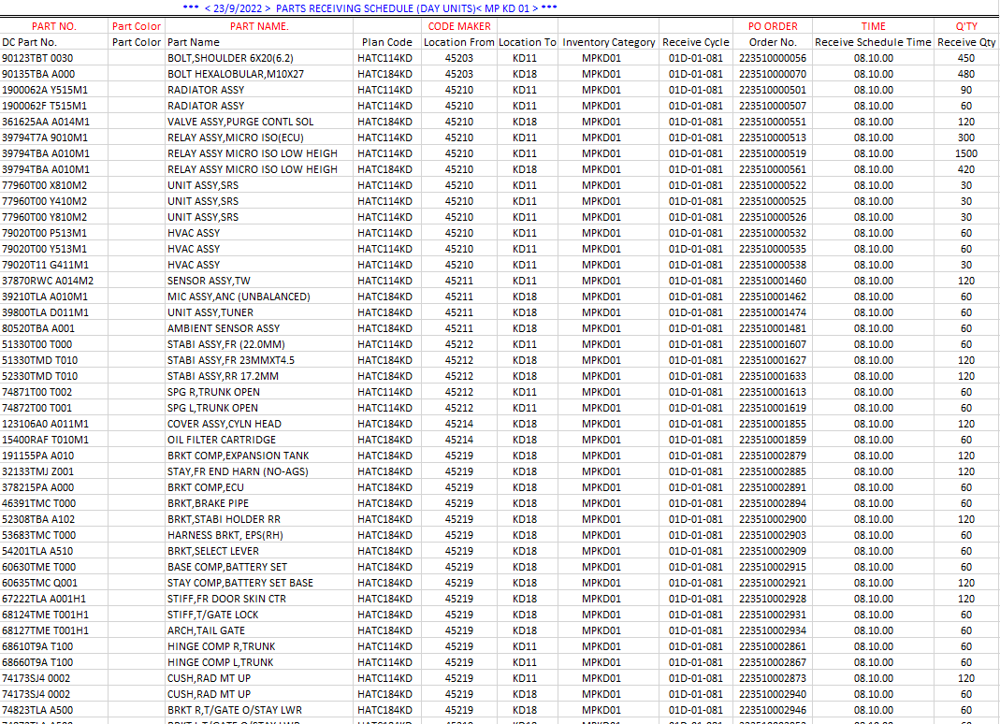 *** < 23/9/2022 > PARTS RECEIVING SCHEDULE (DAY UNITS)< MP KD 01 > ***
PART NO. Part Color PART NAME. CODE MAKER PO ORDER TIME Q'TY
DC Part No. Part Color Part Name Plan Code Location From Location To Inventory Category Receive Cycle Order No. Receive Schedule Time Receive Qty
90123TBT 0030 BOLT,SHOULDER 6X20(6.2) HATC114KD 45203 KD11 MPKD01 01D-01-081 223510000056 08.10.00 450
90135TBA A000 BOLT HEXALOBULAR,M10X27 HATC184KD 45203 KD18 MPKD01 01D-01-081 223510000070 08.10.00 480
1900062A Y515M1 RADIATOR ASSY HATC114KD 45210 KD11 MPKD01 01D-01-081 223510000501 08.10.00 90
1900062F T515M1 RADIATOR ASSY HATC114KD 45210 KD11 MPKD01 01D-01-081 223510000507 08.10.00 60
361625AA A014M1 VALVE ASSY,PURGE CONTL SOL HATC184KD 45210 KD18 MPKD01 01D-01-081 223510000551 08.10.00 120
39794T7A 9010M1 RELAY ASSY,MICRO ISO(ECU) HATC114KD 45210 KD11 MPKD01 01D-01-081 223510000513 08.10.00 300
39794TBA A010M1 RELAY ASSY MICRO ISO LOW HEIGH HATC114KD 45210 KD11 MPKD01 01D-01-081 223510000519 08.10.00 1500
39794TBA A010M1 RELAY ASSY MICRO ISO LOW HEIGH HATC184KD 45210 KD18 MPKD01 01D-01-081 223510000561 08.10.00 420
77960T00 X810M2 UNIT ASSY,SRS HATC114KD 45210 KD11 MPKD01 01D-01-081 223510000522 08.10.00 30
77960T00 Y410M2 UNIT ASSY,SRS HATC114KD 45210 KD11 MPKD01 01D-01-081 223510000525 08.10.00 30
77960T00 Y810M2 UNIT ASSY,SRS HATC114KD 45210 KD11 MPKD01 01D-01-081 223510000526 08.10.00 30
79020T00 P513M1 HVAC ASSY HATC114KD 45210 KD11 MPKD01 01D-01-081 223510000532 08.10.00 60
79020T00 Y513M1 HVAC ASSY HATC114KD 45210 KD11 MPKD01 01D-01-081 223510000535 08.10.00 60
79020T11 G411M1 HVAC ASSY HATC114KD 45210 KD11 MPKD01 01D-01-081 223510000538 08.10.00 30
37870RWC A014M2 SENSOR ASSY,TW HATC114KD 45211 KD11 MPKD01 01D-01-081 223510001460 08.10.00 120
39210TLA A010M1 MIC ASSY,ANC (UNBALANCED) HATC184KD 45211 KD18 MPKD01 01D-01-081 223510001462 08.10.00 60
39800TLA D011M1 UNIT ASSY,TUNER HATC184KD 45211 KD18 MPKD01 01D-01-081 223510001474 08.10.00 60
80520TBA A001 AMBIENT SENSOR ASSY HATC184KD 45211 KD18 MPKD01 01D-01-081 223510001481 08.10.00 60
51330T00 T000 STABI ASSY,FR (22.0MM) HATC114KD 45212 KD11 MPKD01 01D-01-081 223510001607 08.10.00 60
51330TMD T010 STABI ASSY,FR 23MMXT4.5 HATC184KD 45212 KD18 MPKD01 01D-01-081 223510001627 08.10.00 120
52330TMD T010 STABI ASSY,RR 17.2MM HATC184KD 45212 KD18 MPKD01 01D-01-081 223510001633 08.10.00 120
74871T00 T002 SPG R,TRUNK OPEN HATC114KD 45212 KD11 MPKD01 01D-01-081 223510001613 08.10.00 60
74872T00 T001 SPG L,TRUNK OPEN HATC114KD 45212 KD11 MPKD01 01D-01-081 223510001619 08.10.00 60
123106A0 A011M1 COVER ASSY,CYLN HEAD HATC184KD 45214 KD18 MPKD01 01D-01-081 223510001855 08.10.00 120
15400RAF T010M1 OIL FILTER CARTRIDGE HATC184KD 45214 KD18 MPKD01 01D-01-081 223510001859 08.10.00 60
191155PA A010 BRKT COMP,EXPANSION TANK HATC184KD 45219 KD18 MPKD01 01D-01-081 223510002879 08.10.00 120
32133TMJ Z001 STAY,FR END HARN (NO-AGS) HATC184KD 45219 KD18 MPKD01 01D-01-081 223510002885 08.10.00 120
378215PA A000 BRKT COMP,ECU HATC184KD 45219 KD18 MPKD01 01D-01-081 223510002891 08.10.00 60
46391TMC T000 BRKT,BRAKE PIPE HATC184KD 45219 KD18 MPKD01 01D-01-081 223510002894 08.10.00 60
52308TBA A102 BRKT,STABI HOLDER RR HATC184KD 45219 KD18 MPKD01 01D-01-081 223510002900 08.10.00 120
53683TMC T000 HARNESS BRKT, EPS(RH) HATC184KD 45219 KD18 MPKD01 01D-01-081 223510002903 08.10.00 60
54201TLA A510 BRKT,SELECT LEVER HATC184KD 45219 KD18 MPKD01 01D-01-081 223510002909 08.10.00 60
60630TME T000 BASE COMP,BATTERY SET HATC184KD 45219 KD18 MPKD01 01D-01-081 223510002915 08.10.00 60
60635TMC Q001 STAY COMP,BATTERY SET BASE HATC184KD 45219 KD18 MPKD01 01D-01-081 223510002921 08.10.00 120
67222TLA A001H1 STIFF,FR DOOR SKIN CTR HATC184KD 45219 KD18 MPKD01 01D-01-081 223510002928 08.10.00 120
68124TME T001H1 STIFF,T/GATE LOCK HATC184KD 45219 KD18 MPKD01 01D-01-081 223510002931 08.10.00 60
68127TME T001H1 ARCH,TAIL GATE HATC184KD 45219 KD18 MPKD01 01D-01-081 223510002934 08.10.00 60
68610T9A T100 HINGE COMP R,TRUNK HATC114KD 45219 KD11 MPKD01 01D-01-081 223510002861 08.10.00 60
68660T9A T100 HINGE COMP L,TRUNK HATC114KD 45219 KD11 MPKD01 01D-01-081 223510002867 08.10.00 60
74173SJ4 0002 CUSH,RAD MT UP HATC114KD 45219 KD11 MPKD01 01D-01-081 223510002873 08.10.00 120
74173SJ4 0002 CUSH,RAD MT UP HATC184KD 45219 KD18 MPKD01 01D-01-081 223510002940 08.10.00 60
74823TLA A500 BRKT R,T/GATE O/STAY LWR HATC184KD 45219 KD18 MPKD01 01D-01-081 223510002946 08.10.00 60